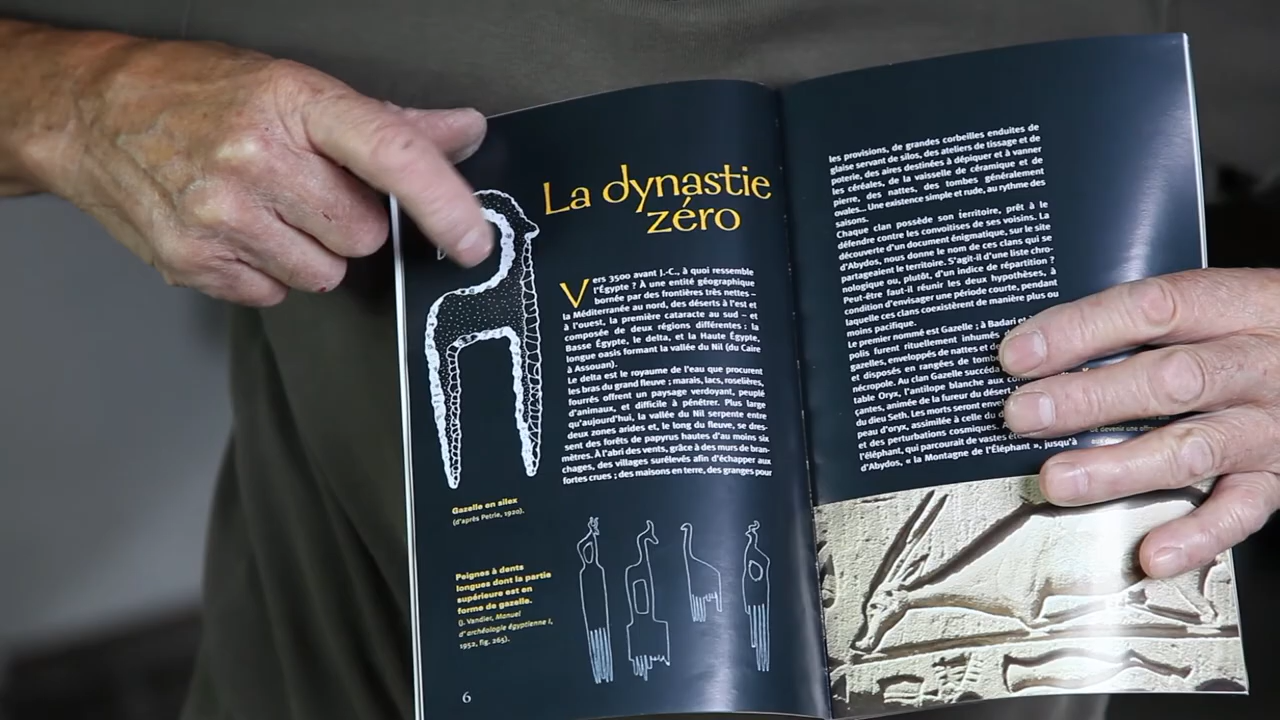 La dynastie
zéro
Vers 3500 avant J.-C., à quoi ressemble
l'Égypte ? À une entité géographique
bornée par des frontières très nettes –
la Méditerranée au nord, des déserts à l'est et
à l'ouest, la première cataracte au sud – et
composée de deux régions différentes : la
Basse Égypte, le delta, et la Haute Égypte,
longue oasis formant la vallée du Nil (du Caire
à Assouan).
Le delta est le royaume de l'eau que procurent
les bras du grand fleuve ; marais, lacs, roselières,
fourrés offrent un paysage verdoyant, peuplé
d'animaux, et difficile à pénétrer. Plus large
qu'aujourd'hui, la vallée du Nil serpente entre
deux zones arides et, le long du fleuve, se dres-
sent des forêts de papyrus hautes d'au moins six
mètres. À l'abri des vents, grâce à des murs de bran-
chages, des villages surélevés afin d'échapper aux
fortes crues ; des maisons en terre, des granges pour
Gazelle en silex
(d'après Petrie, 1920).
Peignes à dents
longues dont la partie
supérieure est en
forme de gazelle.
(J. Vandier, Manuel
d'archéologie égyptienne I,
1952, fig. 265).
6
les provisions, de grandes corbeilles enduites de
glaise servant de silos, des ateliers de tissage et de
poterie, des aires destinées à dépiquer et à vanner
les céréales, de la vaisselle de céramique et de
pierre, des nattes, des tombes généralement
ovales... Une existence simple et rude, au rythme des
saisons.
Chaque clan possède son territoire, prêt à le
défendre contre les convoitises de ses voisins. La
découverte d'un document énigmatique, sur le site
d'Abydos, nous donne le nom de ces clans qui se
partageaient le territoire. S'agit-il d'une liste chro-
nologique ou, plutôt, d'un indice de répartition ?
Peut-être faut-il réunir les deux hypothèses, à
condition d'envisager une période courte, pendant
laquelle ces clans coexistèrent de manière plus ou
moins pacifique.
Le premier nommé est Gazelle ; à Badari et
polis furent rituellement inhumés
gazelles, enveloppés de nattes et
et disposés en rangées de
nécropole. Au clan Gazelle
table Oryx, l'antilope blanche aux
çantes, animée de la fureur du désert
du dieu Seth. Les morts seront
peau d'oryx, assimilée à celle du
et des perturbations cosmiques.
l'éléphant, qui parcourait de vastes
d'Abydos, « la Montagne de l'Éléphant », jusqu'à